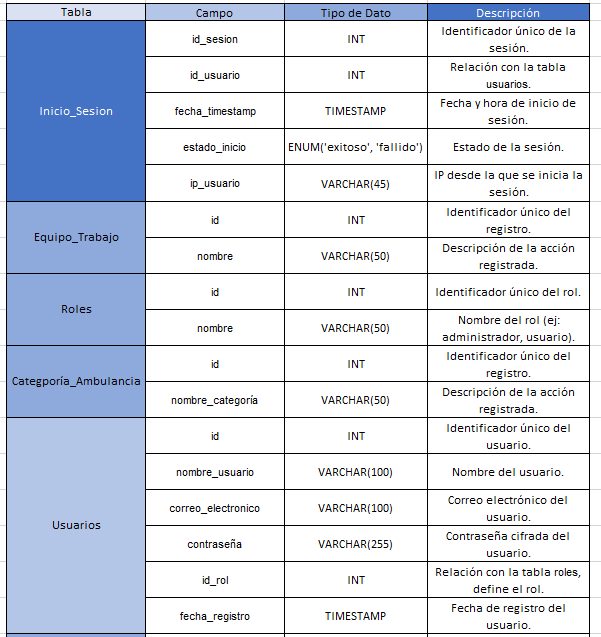 Tabla Campo Tipo de Dato Descripción
Inicio_Sesion
id_sesion INT Identificador único de la
sesión.
id_usuario INT Relación con la tabla
usuarios.
fecha_timestamp TIMESTAMP Fecha y hora de inicio de
sesión.
estado_inicio ENUM('exitoso', 'fallido') Estado de la sesión.
ip_usuario VARCHAR(45) IP desde la que se inicia la
sesión.
Equipo_Trabajo
id INT Identificador único del
registro.
nombre VARCHAR(50) Descripción de la acción
registrada.
Roles
id INT Identificador único del rol.
nombre VARCHAR(50) Nombre del rol (ej:
administrador, usuario).
Categporía_Ambulancia
id INT Identificador único del
registro.
nombre_categoría VARCHAR(50) Descripción de la acción
registrada.
Usuarios
id INT Identificador único del
usuario.
nombre_usuario VARCHAR(100) Nombre del usuario.
correo_electronico VARCHAR(100) Correo electrónico del
usuario.
contraseña VARCHAR(255) Contraseña cifrada del
usuario.
id_rol INT Relación con la tabla roles,
define el rol.
fecha_registro TIMESTAMP Fecha de registro del
usuario.